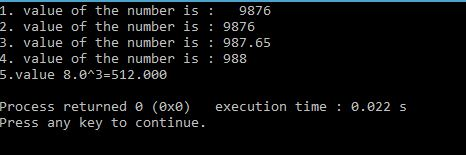 1. value of the number is :   9876
2. value of the number is : 9876
3. value of the number is : 987.65
4. value of the number is : 988
5.value 8.0^3=512.000
Process returned 0 (0x0)   execution time : 0.022 s
Press any key to continue.